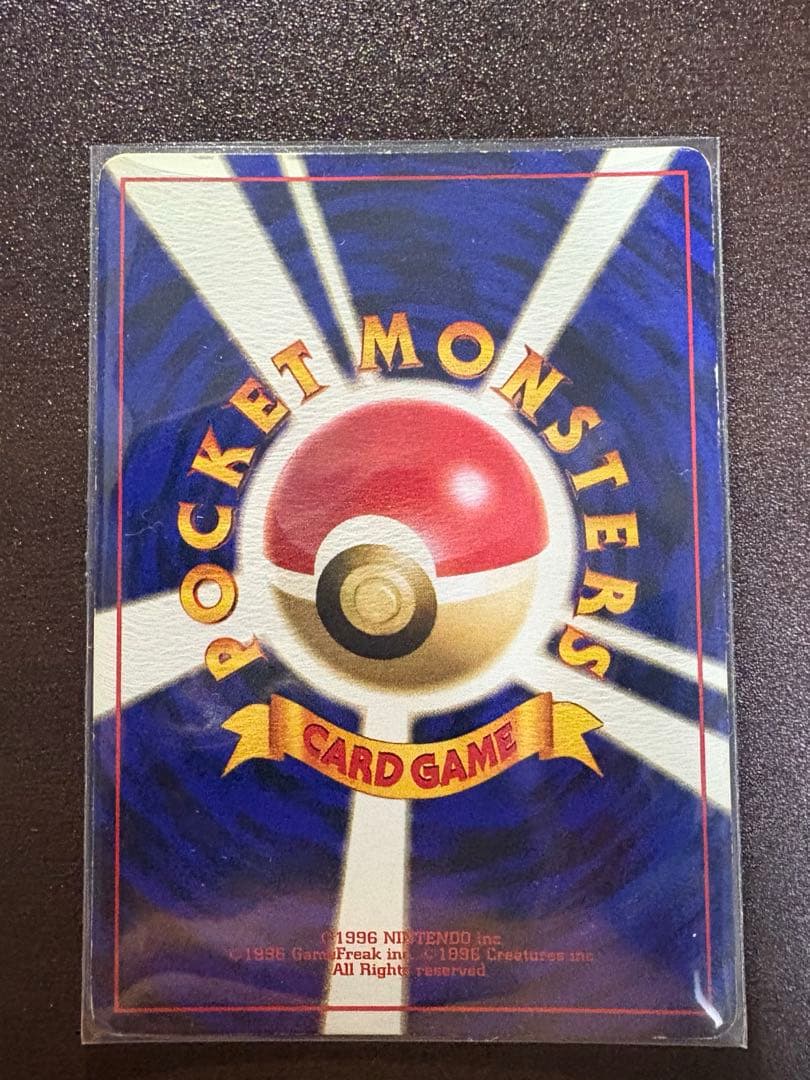 POCKET MONSTERS
CARD GAME
©1996 NINTENDO inc
©1996 GameFreak inc. ©1996 Creatures inc
All Rights reserved